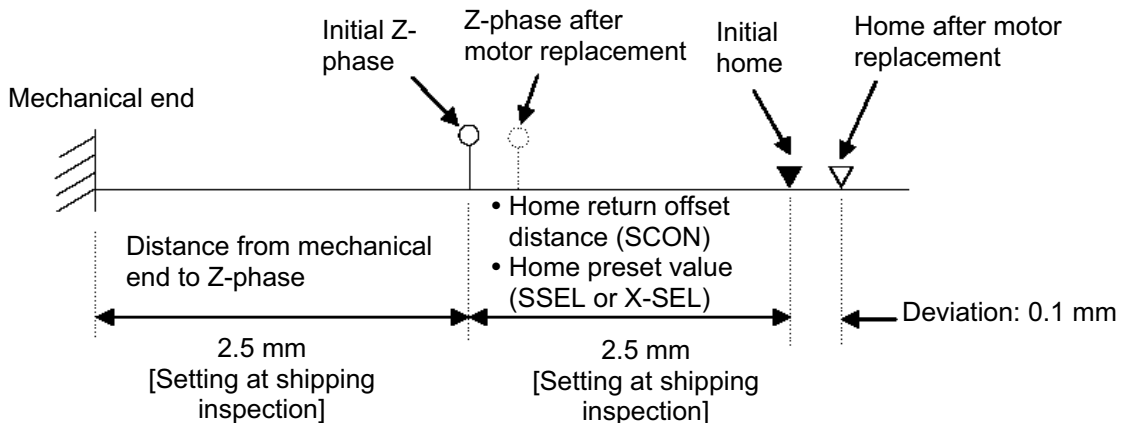 Initial Z-
phase
Z-phase after
motor replacement
Initial
home
Home after motor
replacement
Mechanical end
Distance from mechanical
end to Z-phase
• Home return offset
distance (SCON)
• Home preset value
(SSEL or X-SEL)
Deviation: 0.1 mm
2.5 mm
[Setting at shipping
inspection]
2.5 mm
[Setting at shipping
inspection]